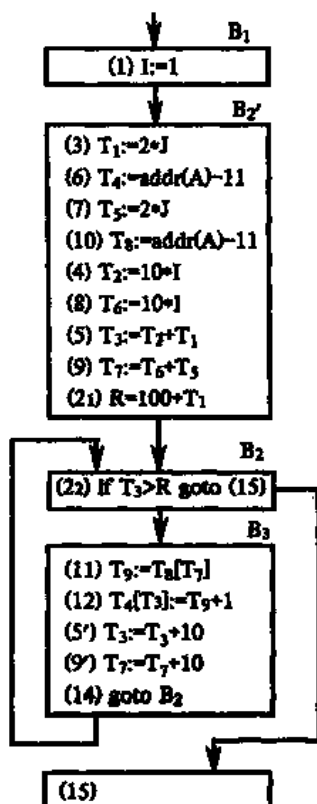 B₁
(1) I:=1
B₂'
(3) T₁:=2*J
(6) T₄:=addr(A)-11
(7) T₅:=2*J
(10) T₈:=addr(A)-11
(4) T₂:=10*I
(8) T₆:=10*I
(5) T₃:=T₂+T₁
(9) T₇:=T₆+T₅
(2₁) R=100+T₁
B₂
(2₂) if T₃>R goto (15)
B₃
(11) T₉:=T₈[T₇]
(12) T₄[T3]:=T₉+1
(5') T₃:=T₃+10
(9') T₇:=T₇+10
(14) goto B₂
(15)